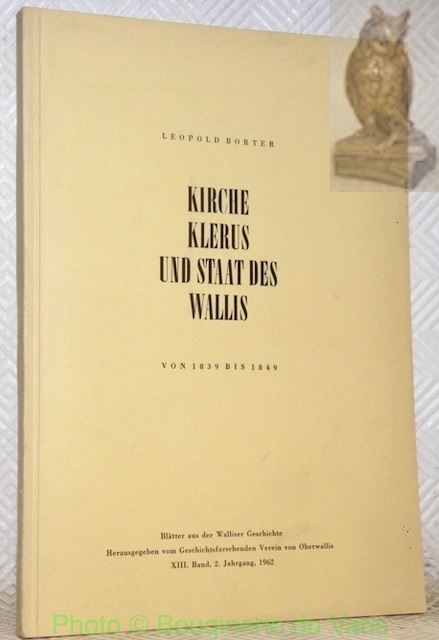 LEOPOLD BORTER
KIRCHE
KLERUS
UND STAAT DES
WALLIS
VON 1839 BIS 1849
Blätter aus der Walliser Geschichte
Herausgegeben vom Geschichtsforschenden Verein von Oberwallis
XIII. Band, 2. Jahrgang, 1962
Photo © Bouquinerie du Varis